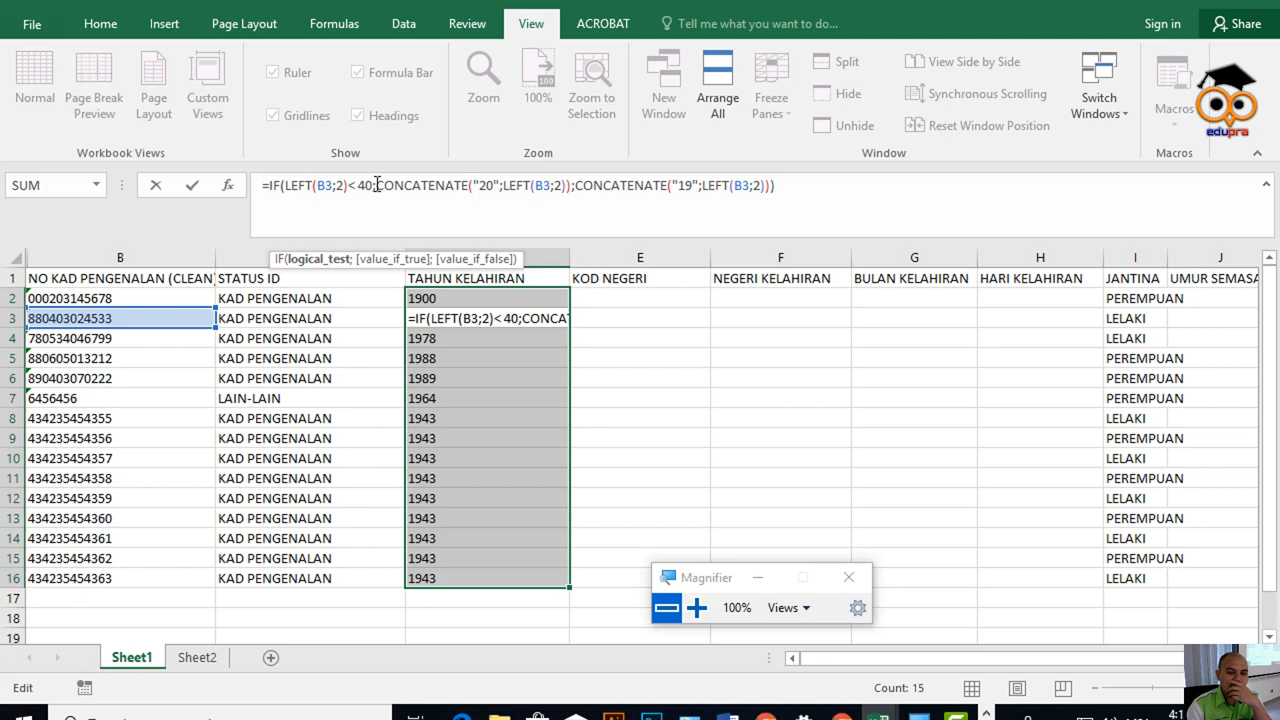 File Home Insert Page Layout Formulas Data Review View ACROBAT Tell me what you want to do... Sign in Share
Normal Page Break Preview Page Layout Custom Views
Workbook Views
Ruler Formula Bar
Gridlines Headings
Show
Zoom 100% Zoom to Selection
Zoom
New Window Arrange All Freeze Panes
Split
Hide
Unhide
View Side by Side
Synchronous Scrolling
Reset Window Position
Switch Windows
Window
Macros
Macros
edupra
SUM fx =IF(LEFT(B3;2)< 40;CONCATENATE("20";LEFT(B3;2));CONCATENATE("19";LEFT(B3;2)))
IF(logical_test; [value_if_true]; [value_if_false])
B C E F G H I J
1 NO KAD PENGENALAN (CLEAN) STATUS ID TAHUN KELAHIRAN KOD NEGERI NEGERI KELAHIRAN BULAN KELAHIRAN HARI KELAHIRAN JANTINA UMUR SEMASA
2 000203145678 KAD PENGENALAN 1900 PEREMPUAN
3 880403024533 KAD PENGENALAN =IF(LEFT(B3;2)< 40;CONCAT LELAKI
4 780534046799 KAD PENGENALAN 1978 LELAKI
5 880605013212 KAD PENGENALAN 1988 PEREMPUAN
6 890403070222 KAD PENGENALAN 1989 PEREMPUAN
7 6456456 LAIN-LAIN 1964 PEREMPUAN
8 434235454355 KAD PENGENALAN 1943 LELAKI
9 434235454356 KAD PENGENALAN 1943 PEREMPUAN
10 434235454357 KAD PENGENALAN 1943 LELAKI
11 434235454358 KAD PENGENALAN 1943 PEREMPUAN
12 434235454359 KAD PENGENALAN 1943 LELAKI
13 434235454360 KAD PENGENALAN 1943 PEREMPUAN
14 434235454361 KAD PENGENALAN 1943 LELAKI
15 434235454362 KAD PENGENALAN 1943 PEREMPUAN
16 434235454363 KAD PENGENALAN 1943 LELAKI
17
18
19
Magnifier
100% Views
Sheet1 Sheet2
Edit Count: 15